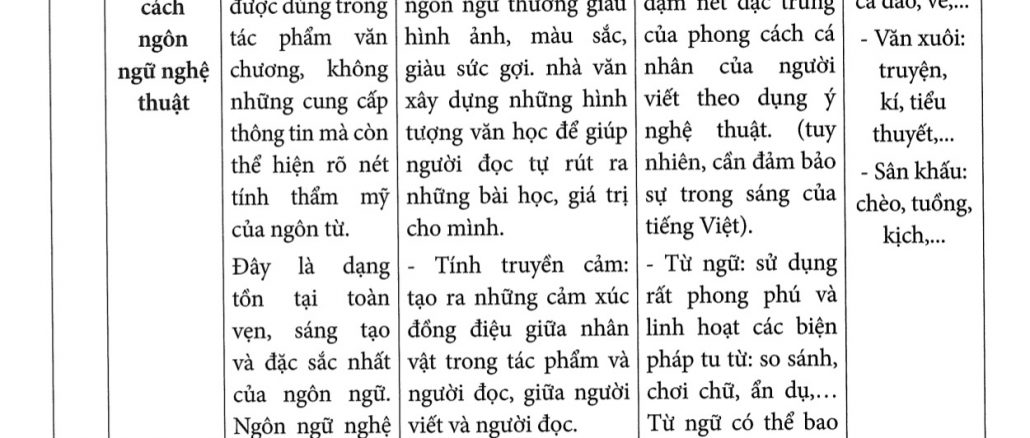 cách
ngôn
ngữ nghệ
thuật
được dùng trong
tác phẩm văn
chương, không
những cung cấp
thông tin mà còn
thể hiện rõ nét
tính thẩm mỹ
của ngôn từ.
Đây là dạng
tồn tại toàn
vẹn, sáng tạo
và đặc sắc nhất
của ngôn ngữ.
Ngôn ngữ nghệ
ngôn ngữ thường giàu
hình ảnh, màu sắc,
giàu sức gợi. nhà văn
xây dựng những hình
tượng văn học để giúp
người đọc tự rút ra
những bài học, giá trị
cho mình.
- Tính truyền cảm:
tạo ra những cảm xúc
đồng điệu giữa nhân
vật trong tác phẩm và
người đọc, giữa người
viết và người đọc.
đậm nét đặc trưng
của phong cách cá
nhân của người
viết theo dụng ý
nghệ thuật. (tuy
nhiên, cần đảm bảo
sự trong sáng của
tiếng Việt).
- Từ ngữ: sử dụng
rất phong phú và
linh hoạt các biện
pháp tu từ: so sánh,
chơi chữ, ẩn dụ,...
Từ ngữ có thể bao
ca dao, vè,...
- Văn xuôi:
truyện,
kí, tiểu
thuyết,...
- Sân khấu:
chèo, tuồng,
kịch,...